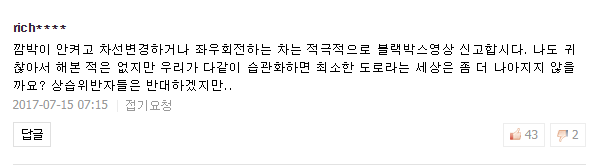 rich****
깜박이 안켜고 차선변경하거나 좌우회전하는 차는 적극적으로 블랙박스영상 신고합시다. 나도 귀
찮아서 해본 적은 없지만 우리가 다같이 습관화하면 최소한 도로라는 세상은 좀 더 나아지지 않을
까요? 상습위반자들은 반대하겠지만..
2017-07-15 07:15 접기요청
답글 43 2